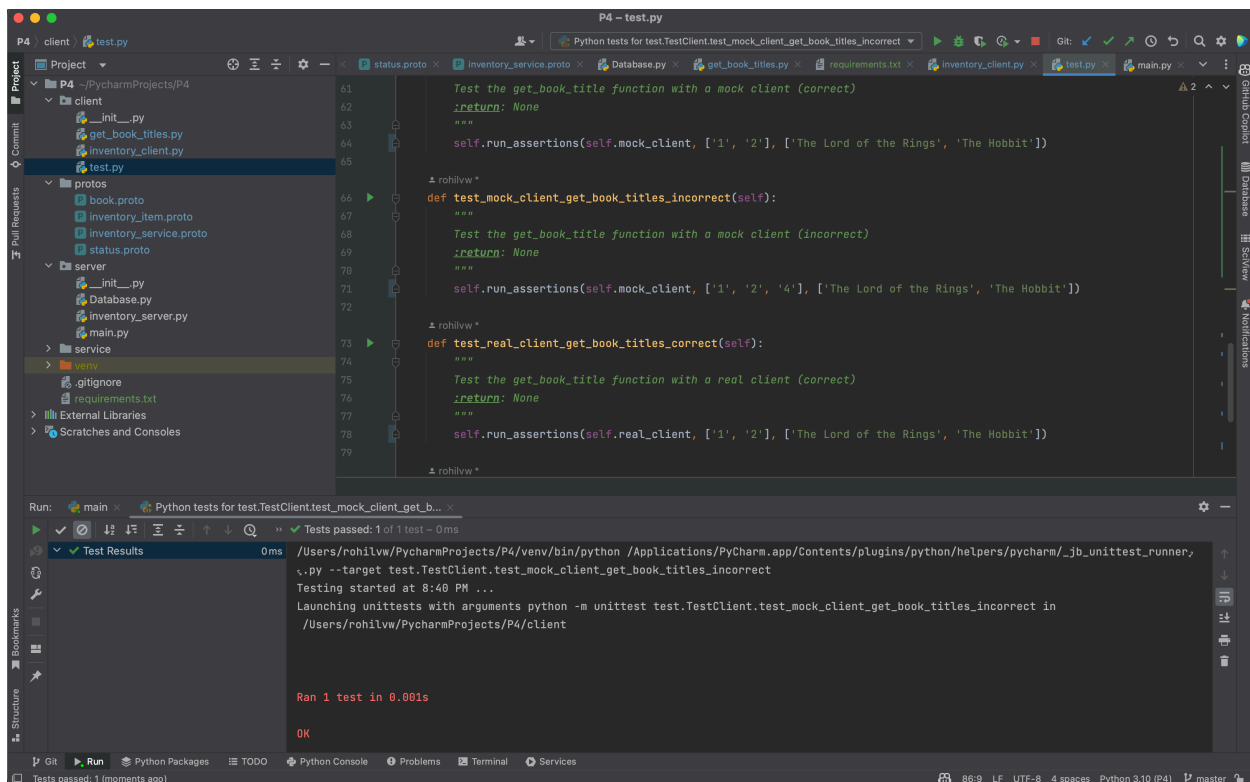 P4 – test.py
P4 client test.py
Python tests for test.TestClient.test_mock_client_get_book_titles_incorrect
Git:
Project
status.proto
inventory_service.proto
Database.py
get_book_titles.py
requirements.txt
inventory_client.py
test.py
main.py
P4 ~/PycharmProjects/P4
client
__init__.py
get_book_titles.py
inventory_client.py
test.py
protos
book.proto
inventory_item.proto
inventory_service.proto
status.proto
server
__init__.py
Database.py
inventory_server.py
main.py
service
venv
.gitignore
requirements.txt
External Libraries
Scratches and Consoles
Project
Commit
Pull Requests
Bookmarks
Structure
2
61 Test the get_book_title function with a mock client (correct)
62 :return: None
63 """
64 self.run_assertions(self.mock_client, ['1', '2'], ['The Lord of the Rings', 'The Hobbit'])
65
rohilvw *
66 def test_mock_client_get_book_titles_incorrect(self):
67 """
68 Test the get_book_title function with a mock client (incorrect)
69 :return: None
70 """
71 self.run_assertions(self.mock_client, ['1', '2', '4'], ['The Lord of the Rings', 'The Hobbit'])
72
rohilvw *
73 def test_real_client_get_book_titles_correct(self):
74 """
75 Test the get_book_title function with a real client (correct)
76 :return: None
77 """
78 self.run_assertions(self.real_client, ['1', '2'], ['The Lord of the Rings', 'The Hobbit'])
79
rohilvw *
GitHub Copilot
Database
SciView
Notifications
Run: main Python tests for test.TestClient.test_mock_client_get_b...
Tests passed: 1 of 1 test – 0 ms
Test Results 0 ms
/Users/rohilvw/PycharmProjects/P4/venv/bin/python /Applications/PyCharm.app/Contents/plugins/python/helpers/pycharm/_jb_unittest_runner
.py --target test.TestClient.test_mock_client_get_book_titles_incorrect
Testing started at 8:40 PM ...
Launching unittests with arguments python -m unittest test.TestClient.test_mock_client_get_book_titles_incorrect in
/Users/rohilvw/PycharmProjects/P4/client
Ran 1 test in 0.001s
OK
Git Run Python Packages TODO Python Console Problems Terminal Services
Tests passed: 1 (moments ago) 86:9 LF UTF-8 4 spaces Python 3.10 (P4) master